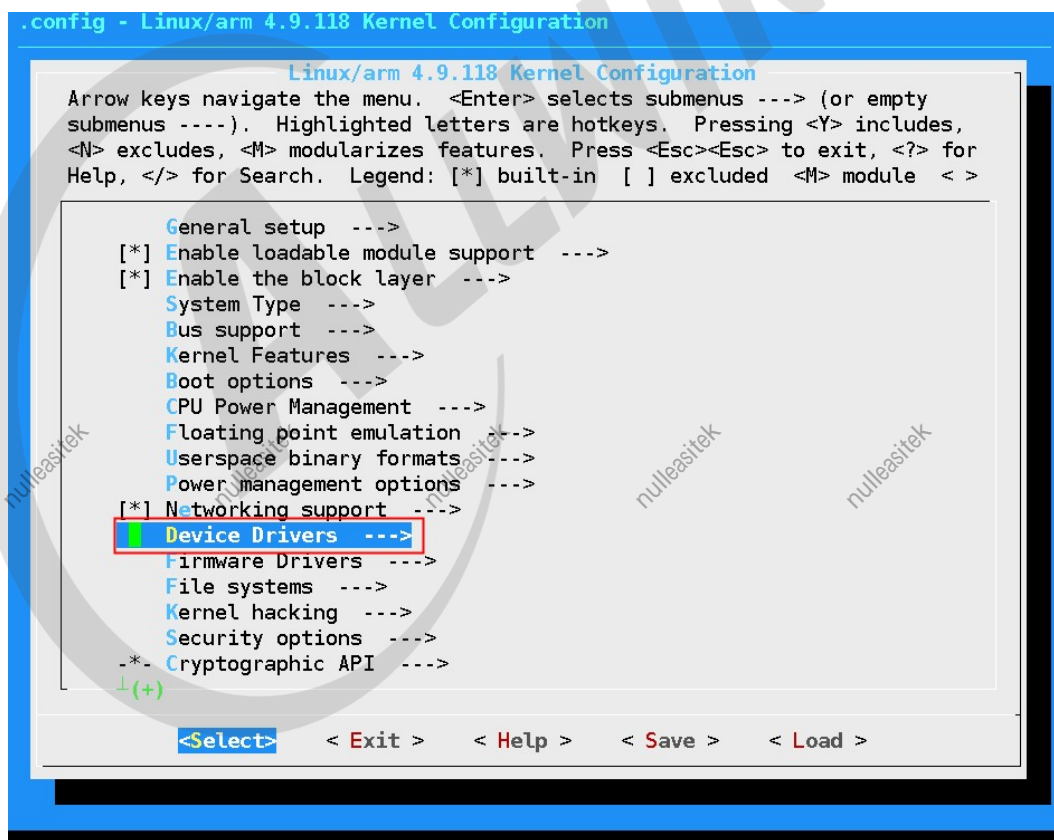 .config - Linux/arm 4.9.118 Kernel Configuration
Linux/arm 4.9.118 Kernel Configuration
Arrow keys navigate the menu.  <Enter> selects submenus ---> (or empty
submenus ----).  Highlighted letters are hotkeys.  Pressing <Y> includes,
<N> excludes, <M> modularizes features.  Press <Esc><Esc> to exit, <?> for
Help, </> for Search.  Legend: [*] built-in  [ ] excluded  <M> module  < >
General setup  --->
[*] Enable loadable module support  --->
[*] Enable the block layer  --->
System Type  --->
Bus support  --->
Kernel Features  --->
Boot options  --->
CPU Power Management  --->
Floating point emulation  --->
Userspace binary formats  --->
Power management options  --->
[*] Networking support  --->
Device Drivers  --->
Firmware Drivers  --->
File systems  --->
Kernel hacking  --->
Security options  --->
-*- Cryptographic API  --->
┴(+)
<Select>    < Exit >    < Help >    < Save >    < Load >
ALLWIN
nulleasitek
nulleasitek
nulleasitek
nulleasitek
nulleasitek